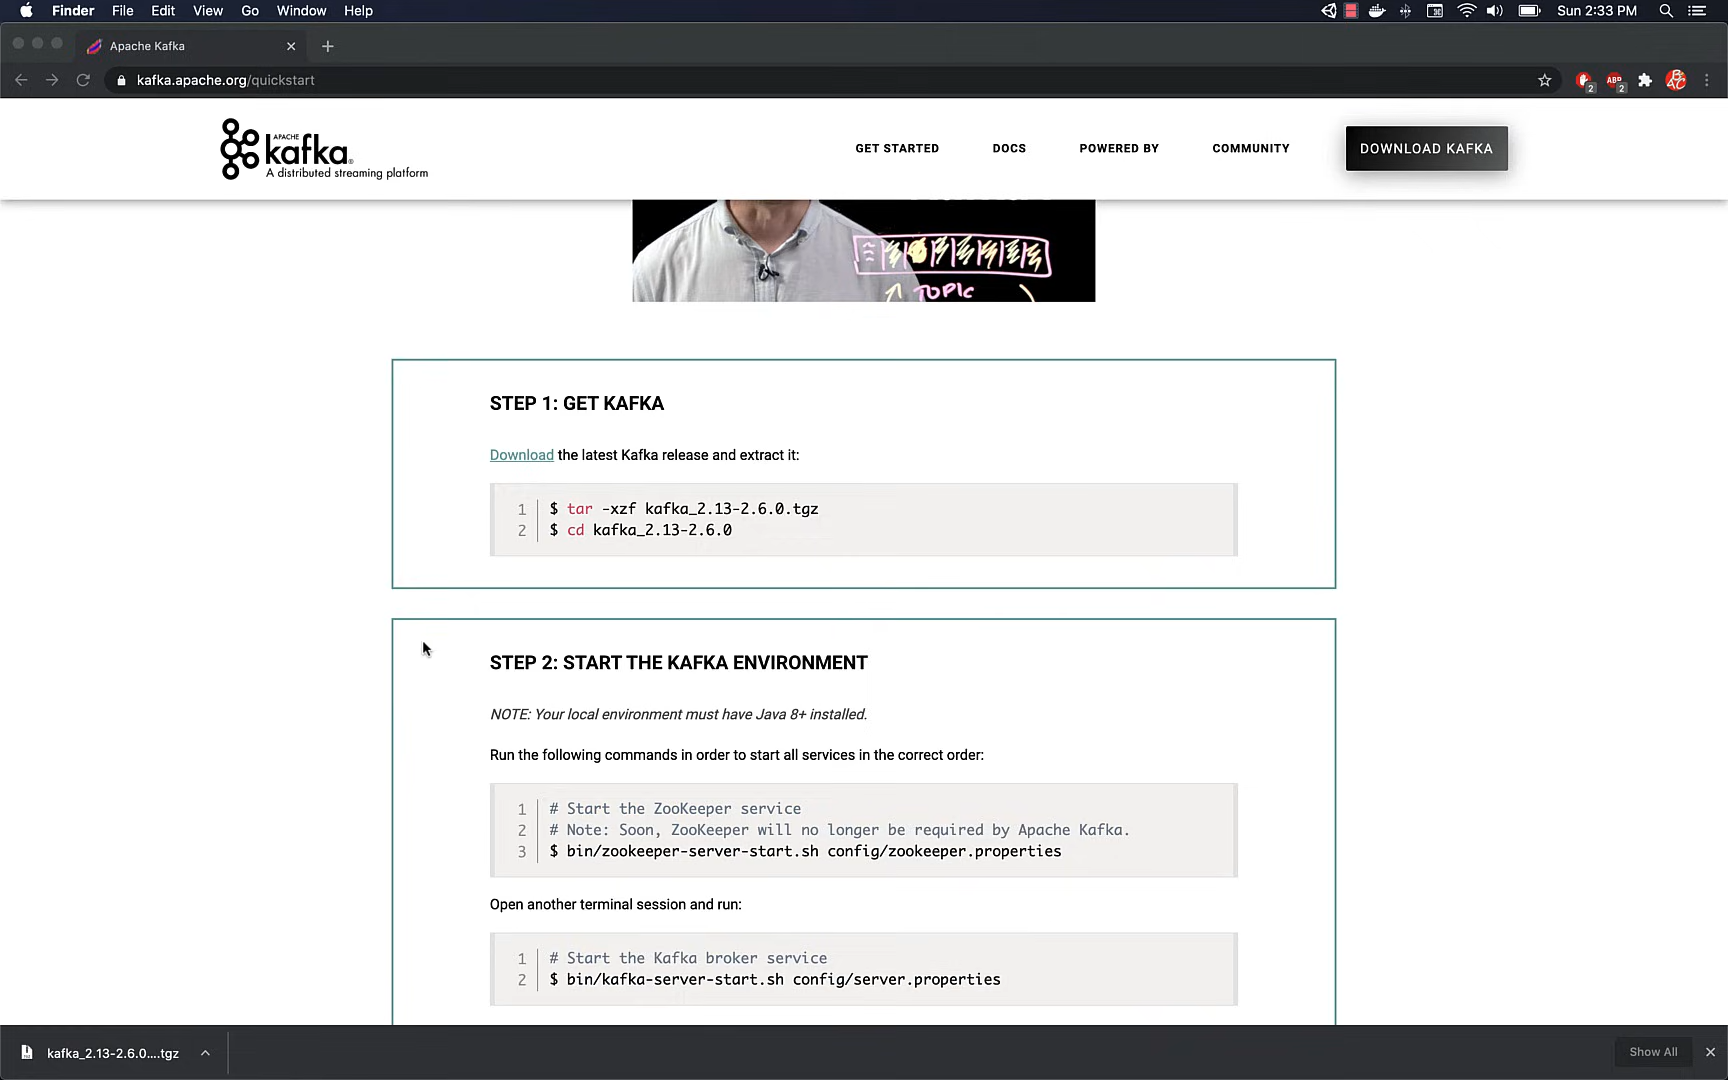 Finder File Edit View Go Window Help Sun 2:33 PM
Apache Kafka
kafka.apache.org/quickstart
2 ABP 2
APACHE
kafka®
A distributed streaming platform
GET STARTED DOCS POWERED BY COMMUNITY DOWNLOAD KAFKA
TOPIC
STEP 1: GET KAFKA
Download the latest Kafka release and extract it:
1 $ tar -xzf kafka_2.13-2.6.0.tgz
2 $ cd kafka_2.13-2.6.0
STEP 2: START THE KAFKA ENVIRONMENT
NOTE: Your local environment must have Java 8+ installed.
Run the following commands in order to start all services in the correct order:
1 # Start the ZooKeeper service
2 # Note: Soon, ZooKeeper will no longer be required by Apache Kafka.
3 $ bin/zookeeper-server-start.sh config/zookeeper.properties
Open another terminal session and run:
1 # Start the Kafka broker service
2 $ bin/kafka-server-start.sh config/server.properties
kafka_2.13-2.6.0....tgz Show All